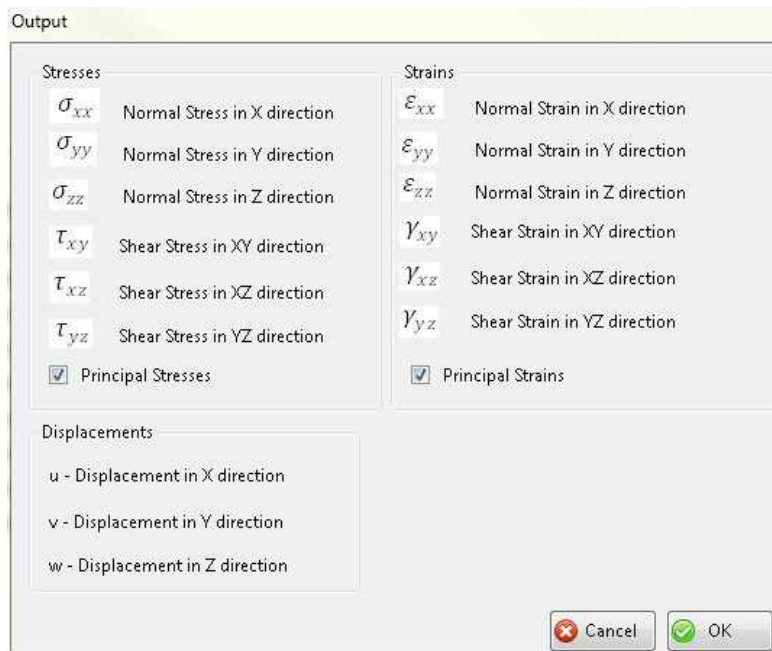 Output
Stresses
σxx Normal Stress in X direction
σyy Normal Stress in Y direction
σzz Normal Stress in Z direction
τxy Shear Stress in XY direction
τxz Shear Stress in XZ direction
τyz Shear Stress in YZ direction
Principal Stresses
Strains
εxx Normal Strain in X direction
εyy Normal Strain in Y direction
εzz Normal Strain in Z direction
γxy Shear Strain in XY direction
γxz Shear Strain in XZ direction
γyz Shear Strain in YZ direction
Principal Strains
Displacements
u - Displacement in X direction
v - Displacement in Y direction
w - Displacement in Z direction
Cancel
OK